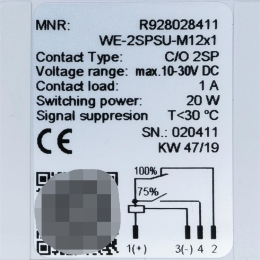 MNR: R928028411
WE-2SPSU-M12x1
Contact Type: C/O 2SP
Voltage range: max.10-30V DC
Contact load: 1 A
Switching power: 20 W
Signal suppresion T<30 °C
SN.: 020411
CE KW 47/19
100%
75%
1(+) 3(-) 4 2